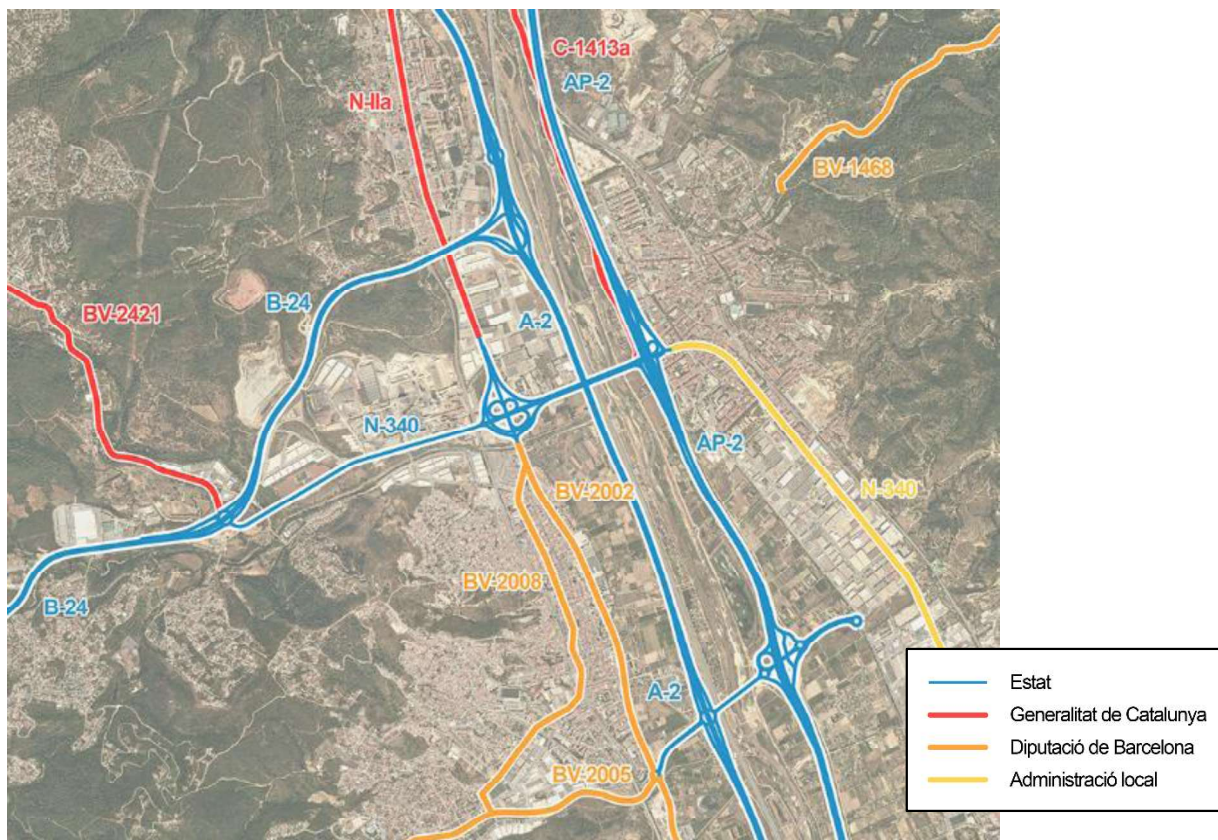 C-1413a
AP-2
N-IIa
BV-1468
B-24
BV-2421
A-2
N-340
AP-2
N-340
BV-2002
BV-2008
B-24
A-2
BV-2005
Estat
Generalitat de Catalunya
Diputació de Barcelona
Administració local